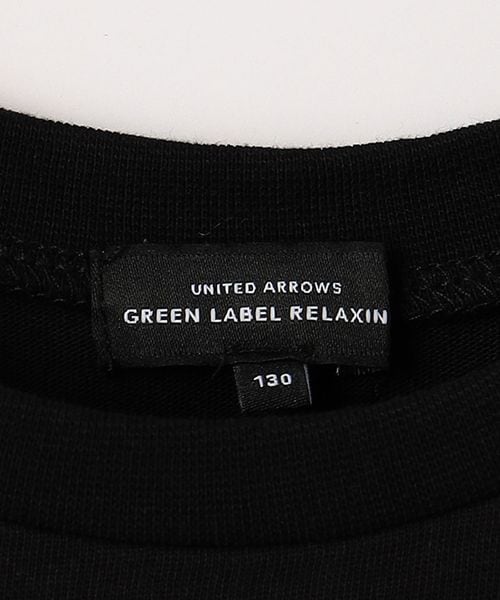 UNITED ARROWS
GREEN LABEL RELAXIN
130